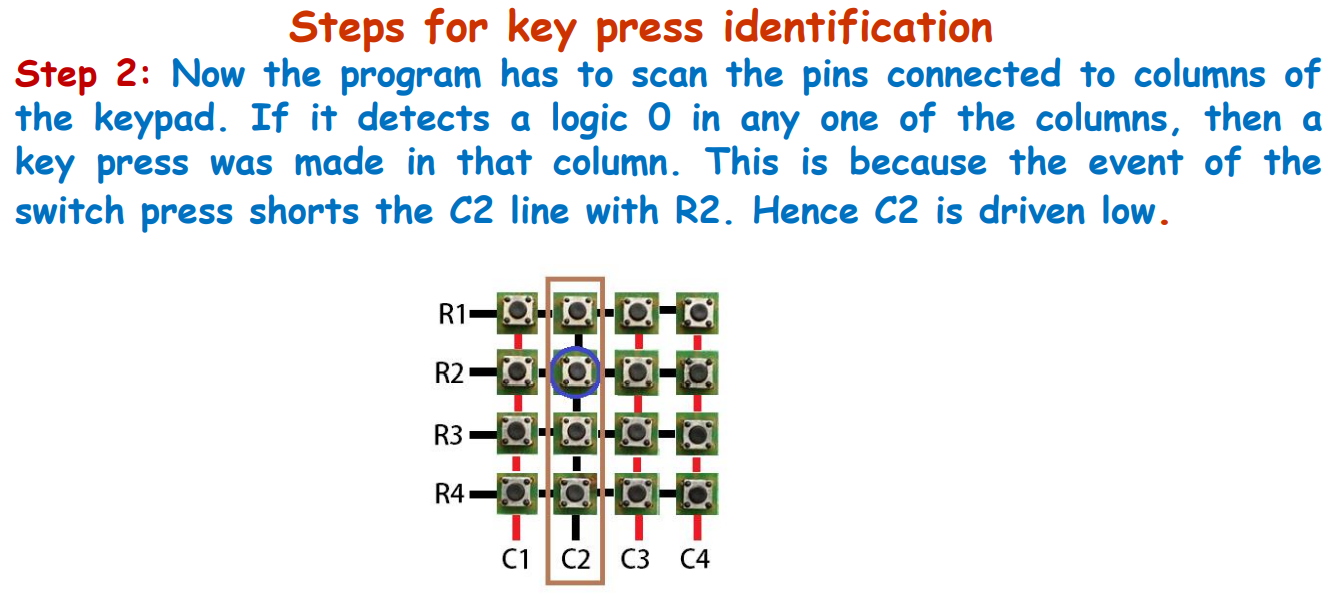 Steps for key press identification
Step 2: Now the program has to scan the pins connected to columns of
the keypad. If it detects a logic 0 in any one of the columns, then a
key press was made in that column. This is because the event of the
switch press shorts the C2 line with R2. Hence C2 is driven low.
R1
R2
R3
R4
C1 C2 C3 C4